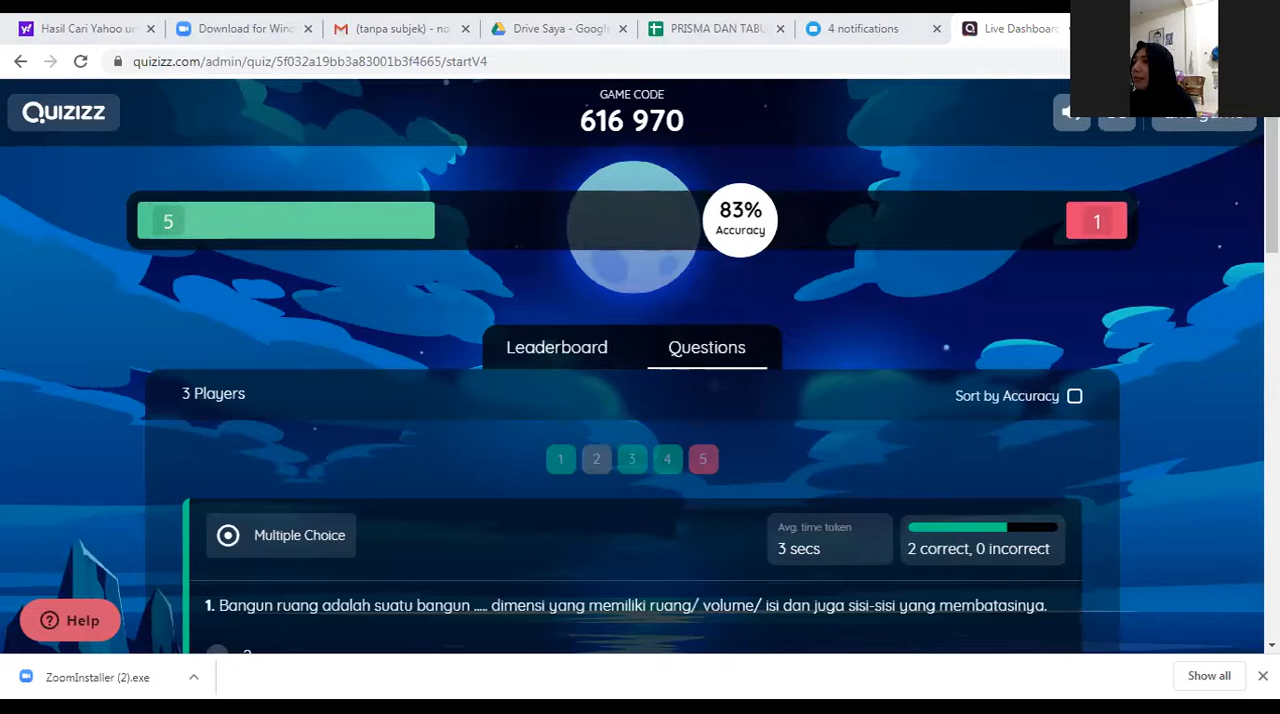 Hasil Cari Yahoo un
Download for Wind
(tanpa subjek) - no
Drive Saya - Google
PRISMA DAN TABU
4 notifications
Live Dashboard
quizizz.com/admin/quiz/5f032a19bb3a83001b3f4669/startV4
Quizizz
GAME CODE
616 970
5
83%
Accuracy
1
Leaderboard
Questions
3 Players
Sort by Accuracy
1 2 3 4 5
Multiple Choice
Avg. time taken
3 secs
2 correct, 0 incorrect
1. Bangun ruang adalah suatu bangun ..... dimensi yang memiliki ruang/ volume/ isi dan juga sisi-sisi yang membatasinya.
Help
ZoomInstaller (2).exe
Show all